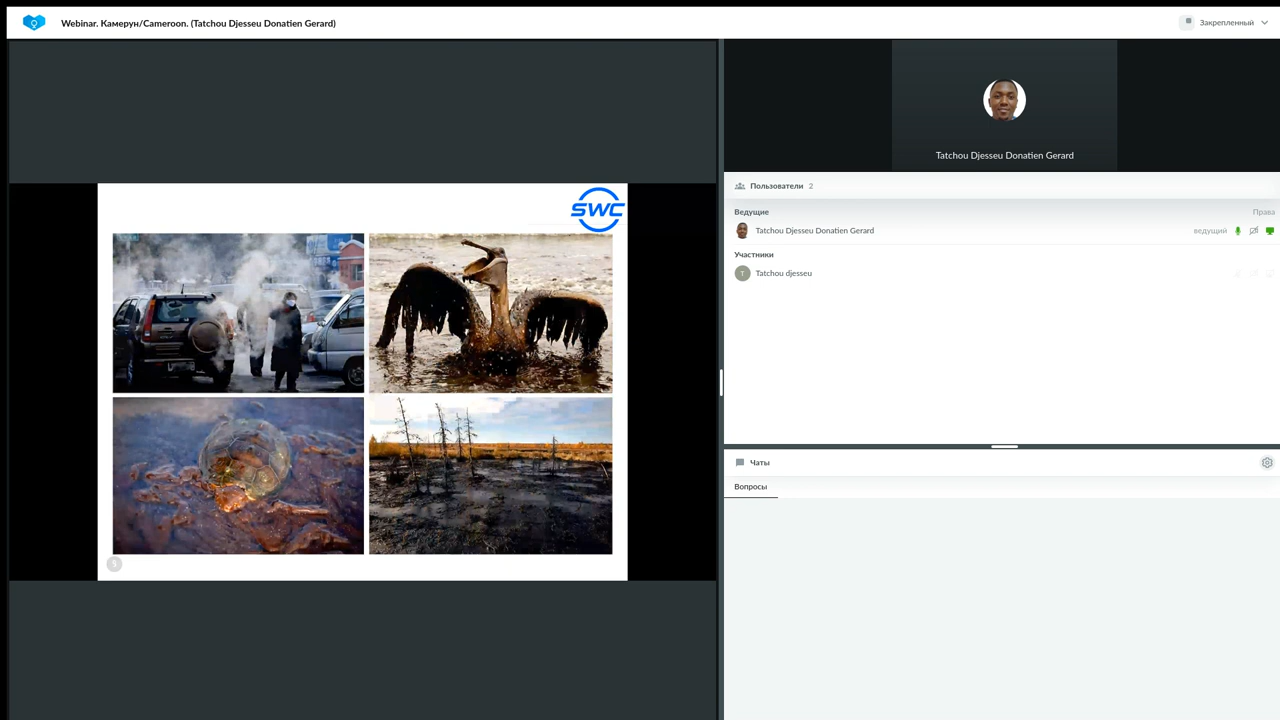 Webinar. Камерун/Cameroon. (Tatchou Djesseu Donatien Gerard)
Закрепленный
Tatchou Djesseu Donatien Gerard
Пользователи 2
Ведущие Права
Tatchou Djesseu Donatien Gerard ведущий
Участники
T Tatchou djesseu
Чаты
Вопросы
SWC